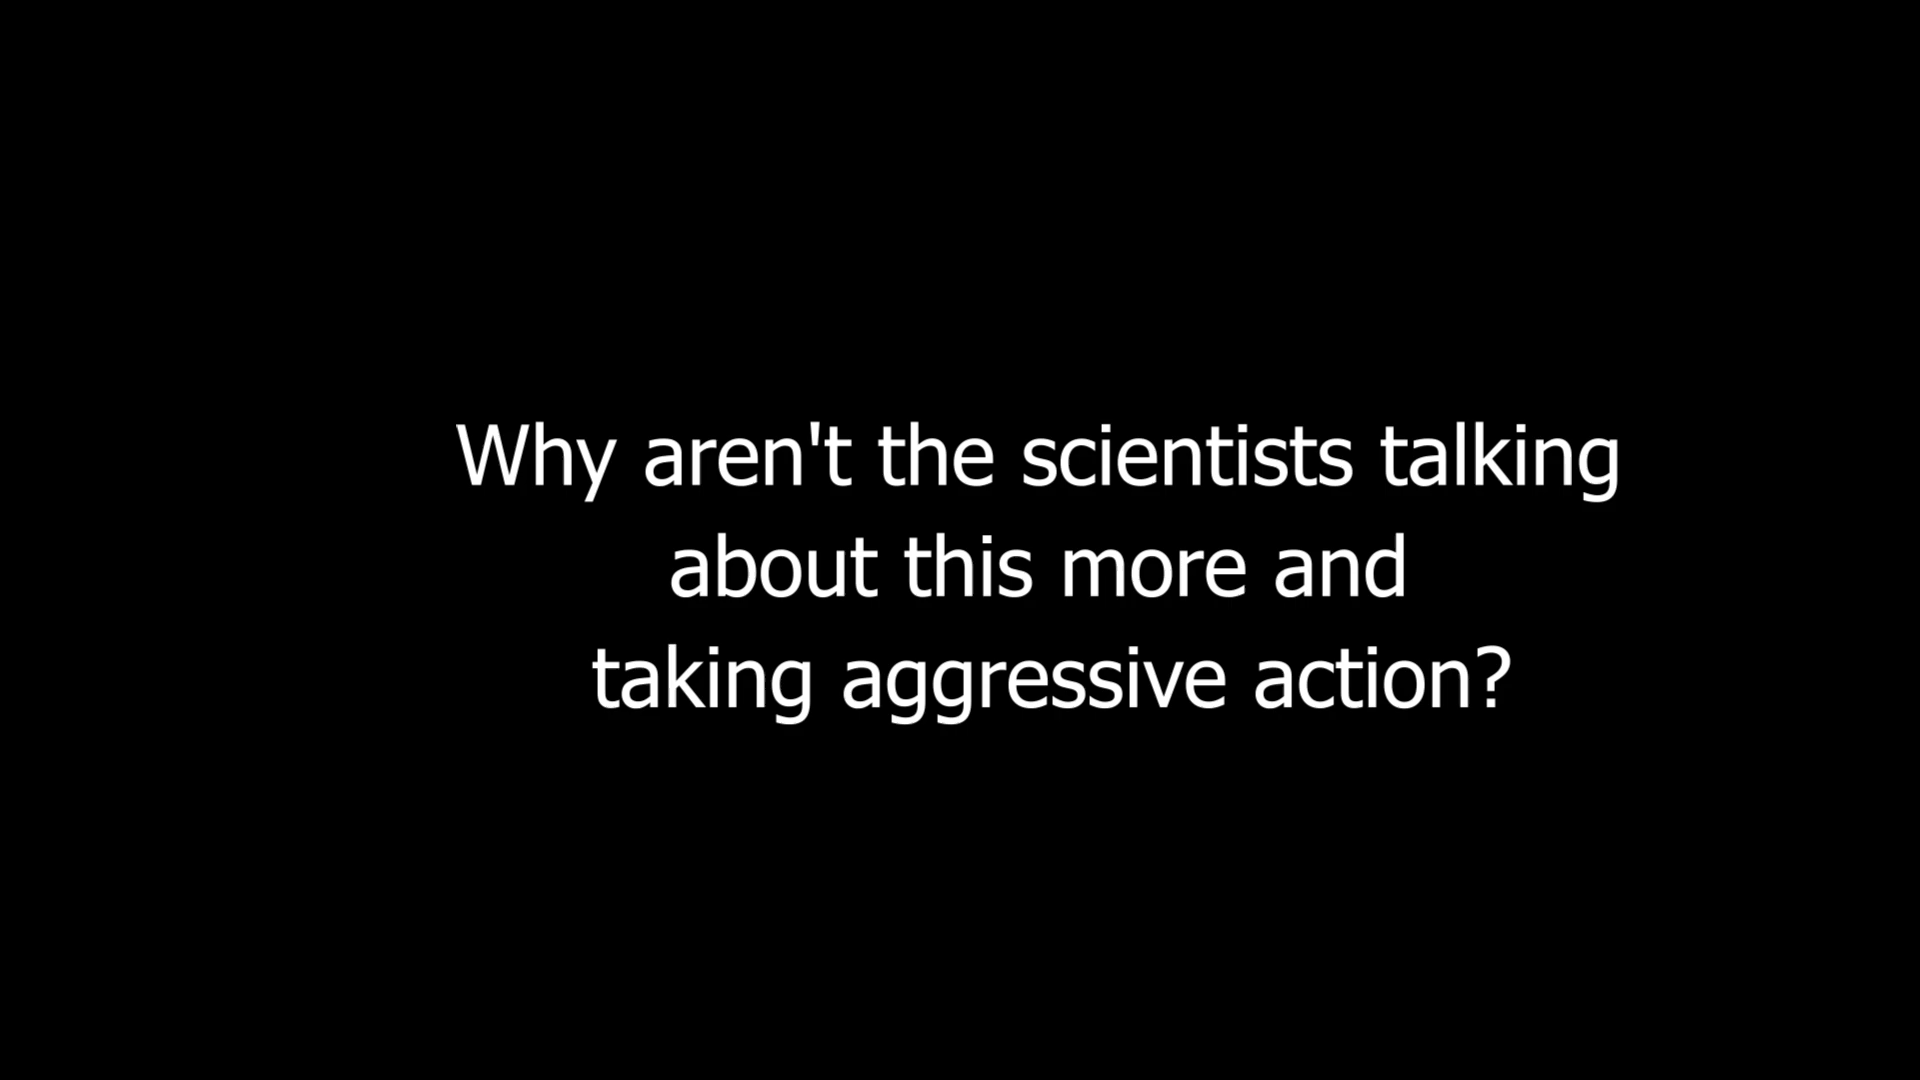 Why aren't the scientists talking
about this more and
taking aggressive action?